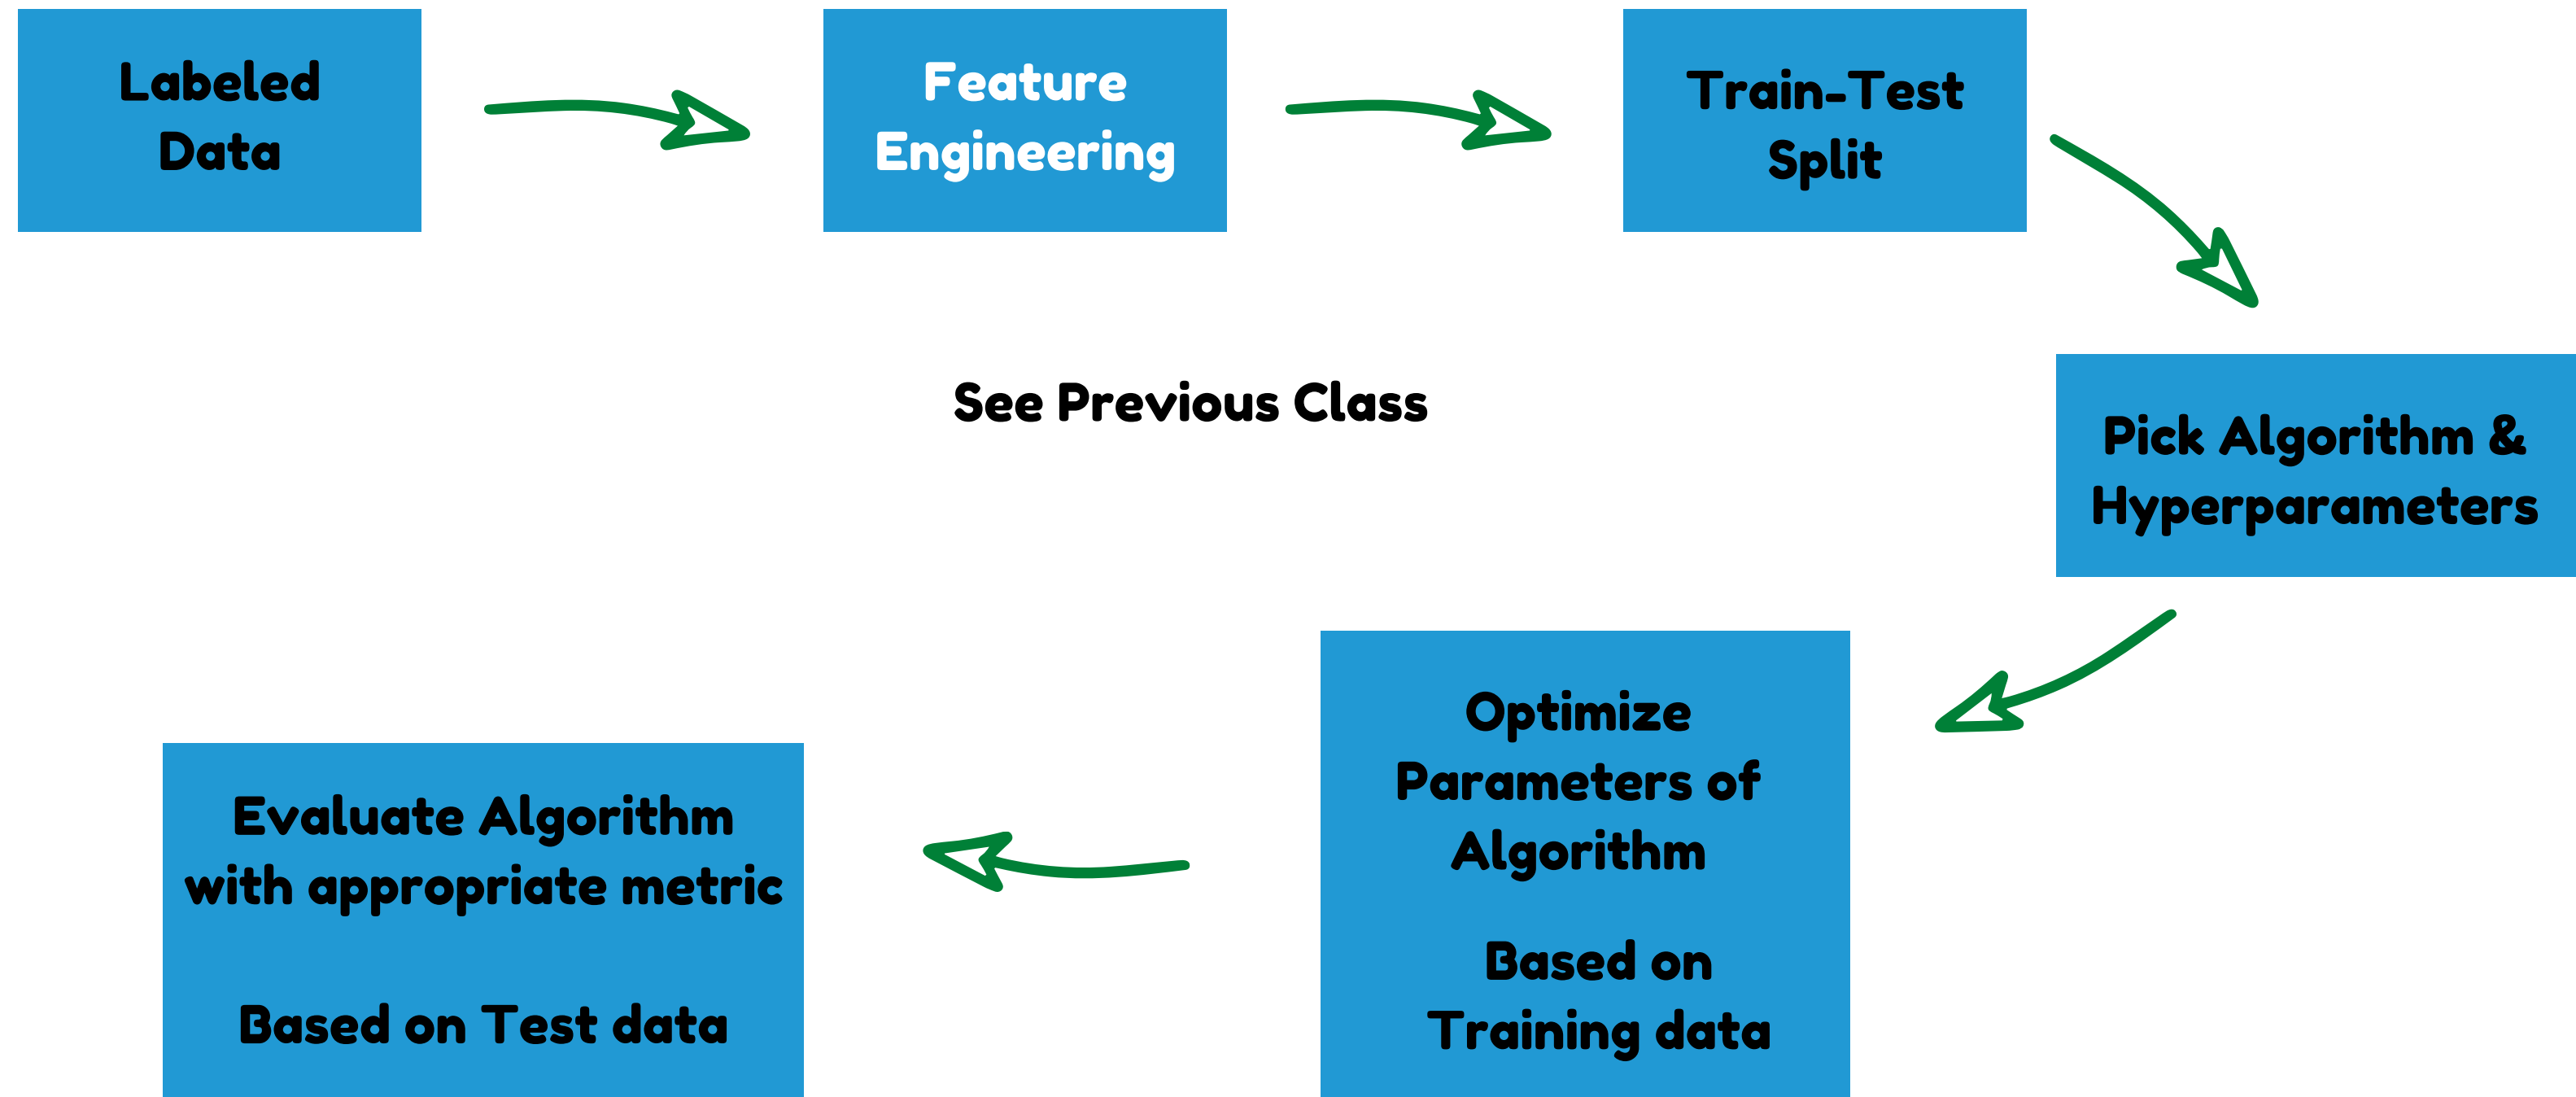 Labeled
Data
Feature
Engineering
Train-Test
Split
See Previous Class
Pick Algorithm &
Hyperparameters
Optimize
Parameters of
Algorithm
Based on
Training data
Evaluate Algorithm
with appropriate metric
Based on Test data